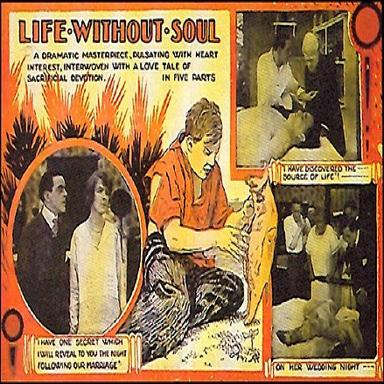 LIFE·WITHOUT·SOUL
A DRAMATIC MASTERPIECE, PULSATING WITH HEART
INTEREST, INTERWOVEN WITH A LOVE TALE OF
SACRIFICIAL DEVOTION. IN FIVE PARTS
"I HAVE DISCOVERED THE
SOURCE OF LIFE"!
"I HAVE ONE SECRET WHICH
I WILL REVEAL TO YOU THE NIGHT
FOLLOWING OUR MARRIAGE"
ON HER WEDDING NIGHT